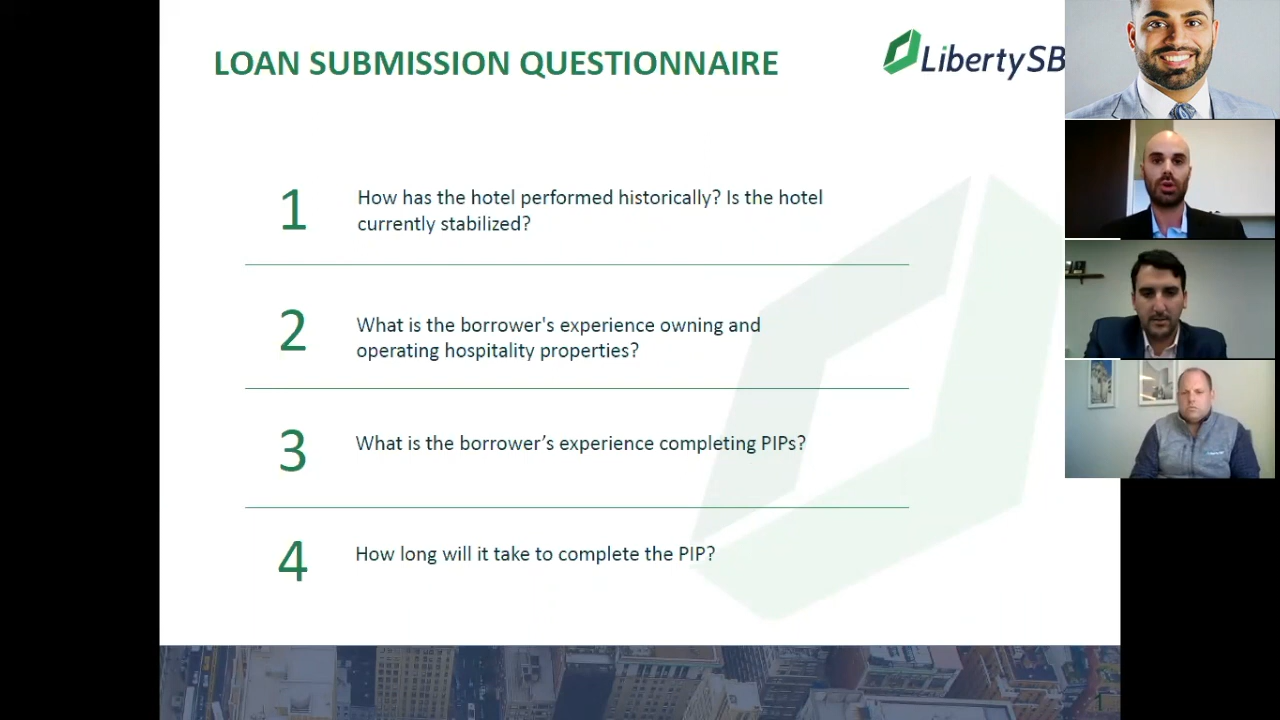 LOAN SUBMISSION QUESTIONNAIRE
LibertySB
1
How has the hotel performed historically? Is the hotel
currently stabilized?
2
What is the borrower's experience owning and
operating hospitality properties?
3
What is the borrower’s experience completing PIPs?
4
How long will it take to complete the PIP?